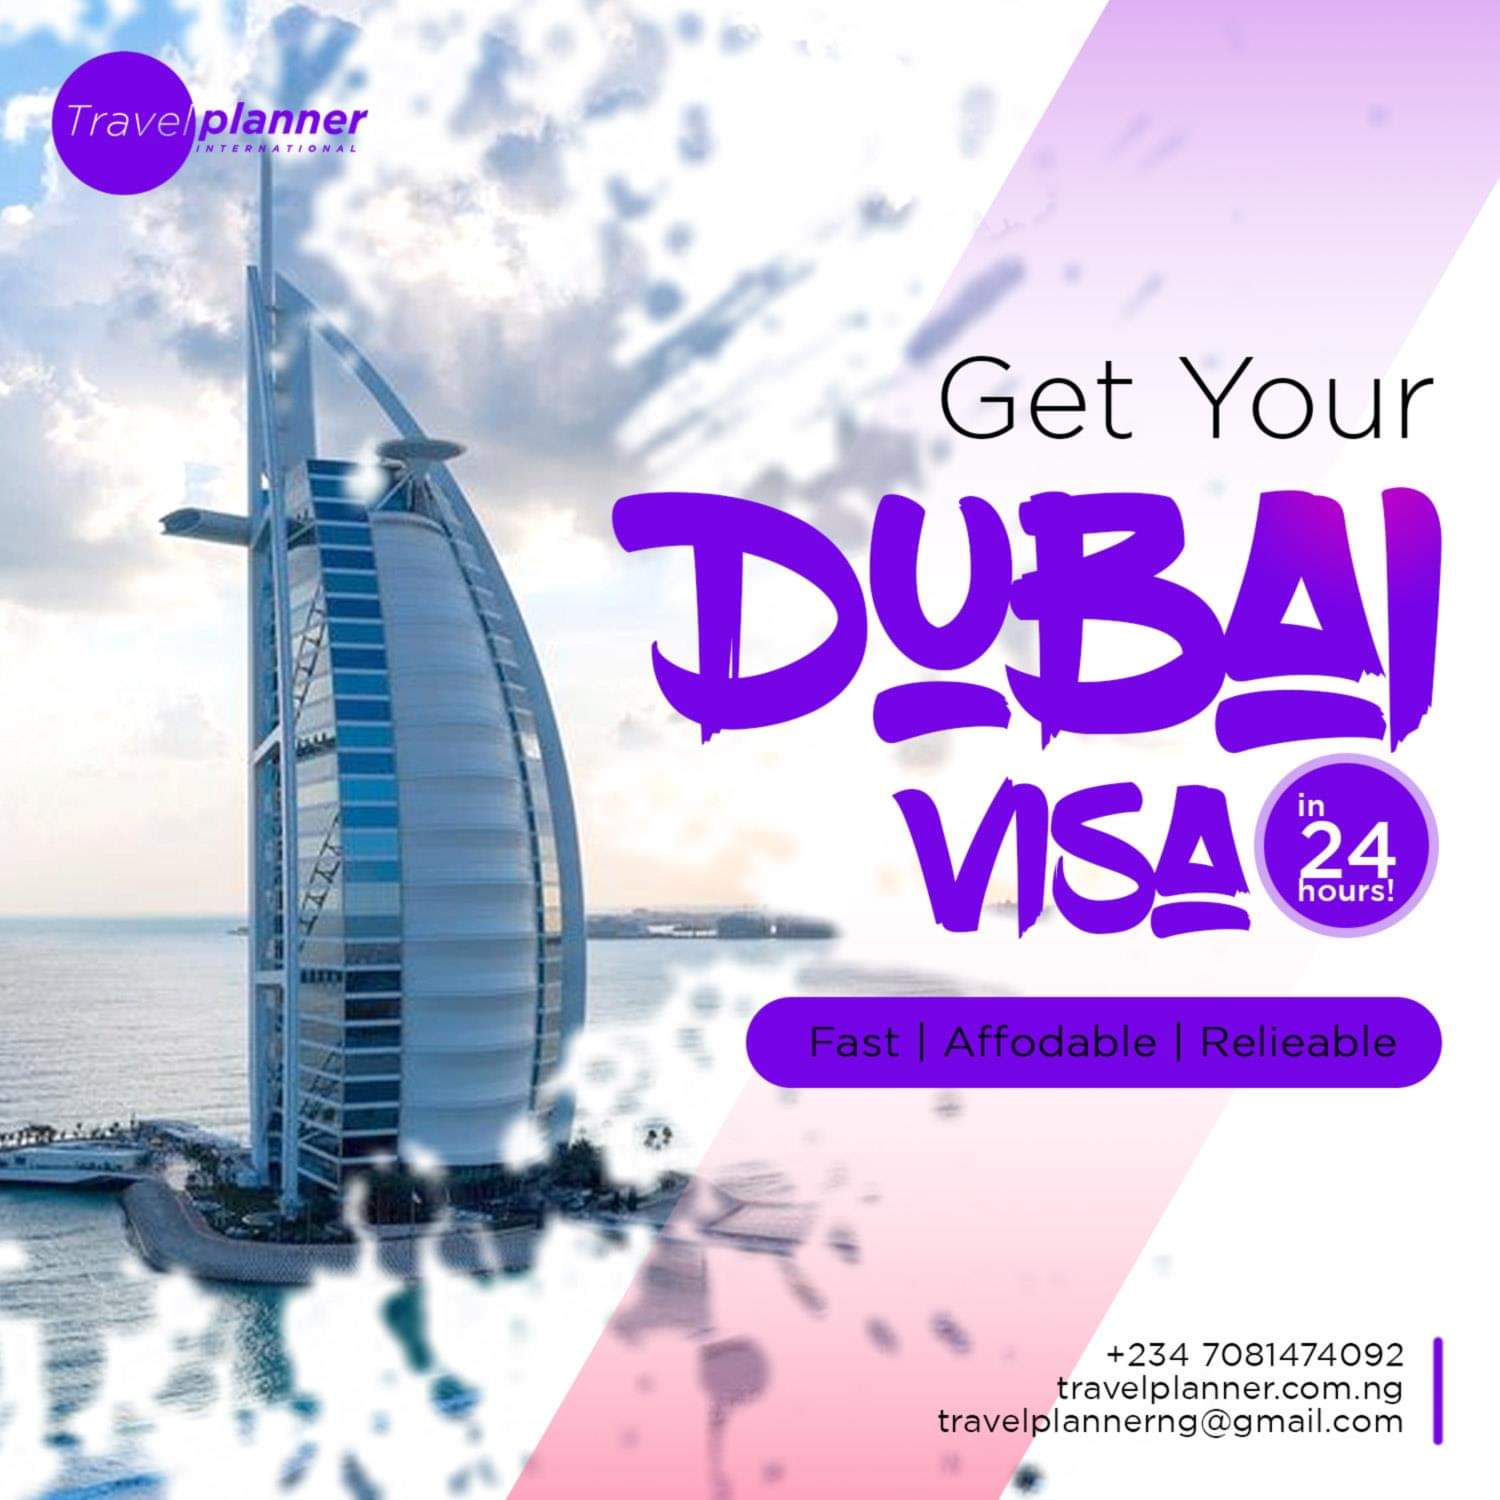 Travelplanner
INTERNATIONAL
Get Your
DUBAI
VISA
in
24
hours!
Fast | Affodable | Relieable
+234 7081474092
travelplanner.com.ng
travelplannerng@gmail.com